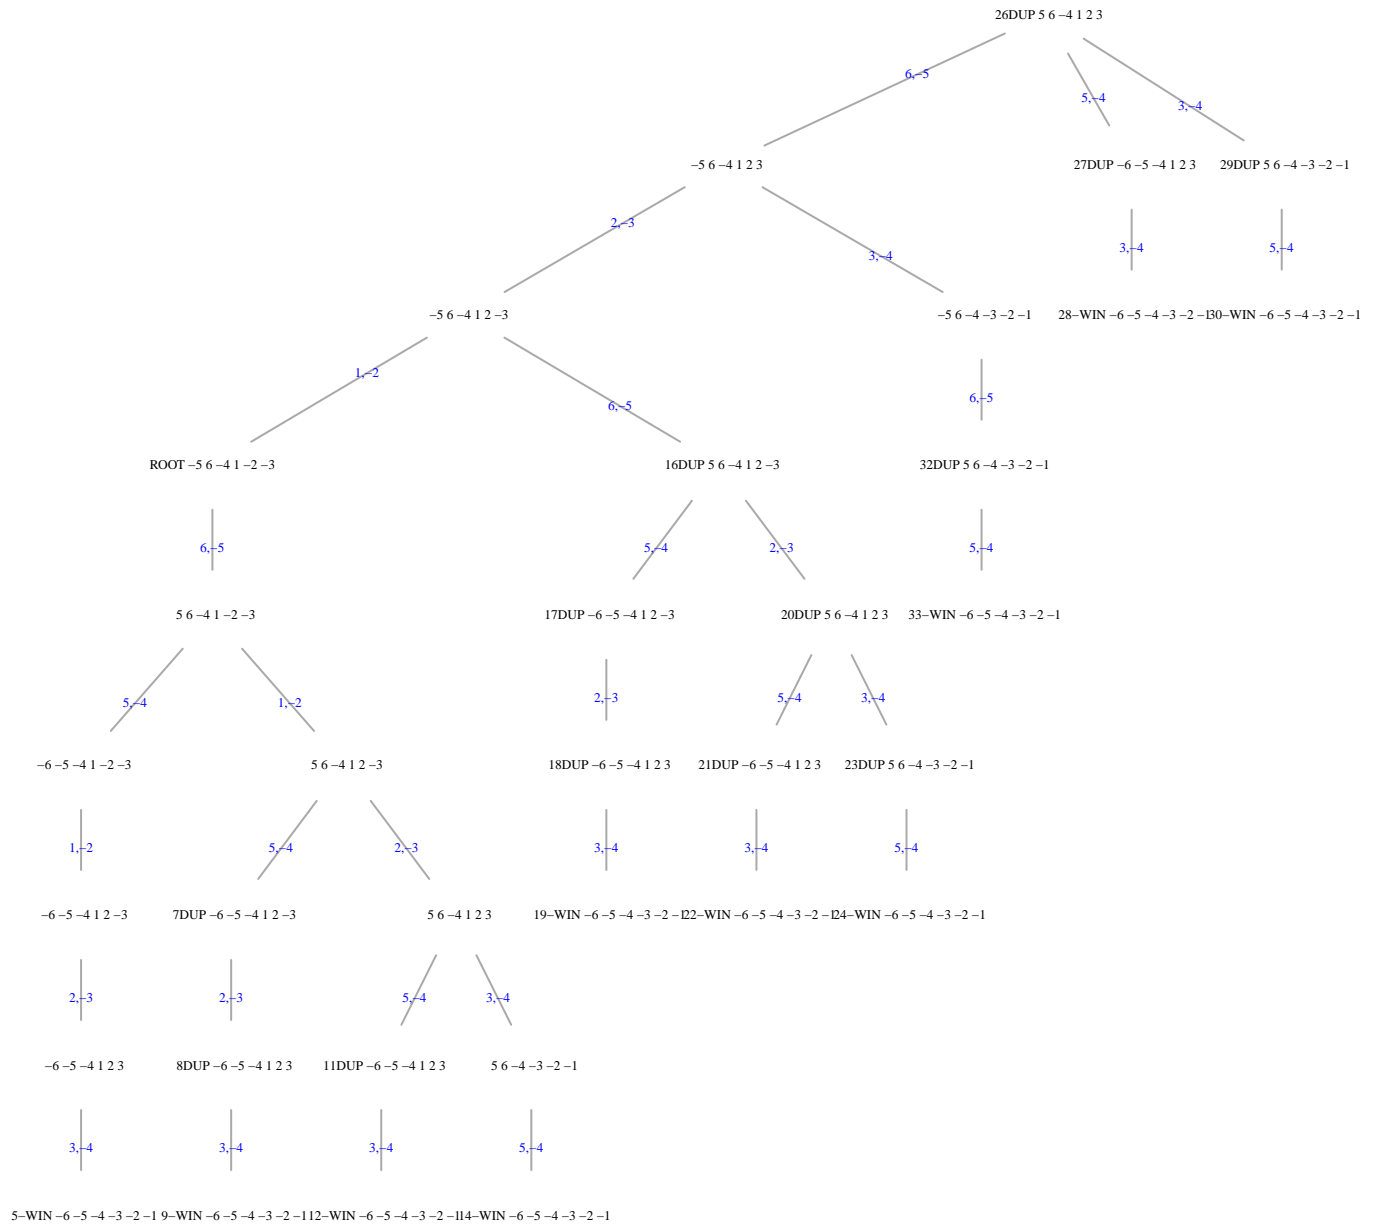 26DUP 5 6 –4 1 2 3
6,–5
5,–4
3,–4
–5 6 –4 1 2 3
27DUP –6 –5 –4 1 2 3
29DUP 5 6 –4 –3 –2 –1
2,–3
3,–4
3,–4
5,–4
–5 6 –4 1 2 –3
–5 6 –4 –3 –2 –1
28–WIN –6 –5 –4 –3 –2 –1
30–WIN –6 –5 –4 –3 –2 –1
1,–2
6,–5
6,–5
ROOT –5 6 –4 1 –2 –3
16DUP 5 6 –4 1 2 –3
32DUP 5 6 –4 –3 –2 –1
6,–5
5,–4
2,–3
5,–4
5 6 –4 1 –2 –3
17DUP –6 –5 –4 1 2 –3
20DUP 5 6 –4 1 2 3
33–WIN –6 –5 –4 –3 –2 –1
5,–4
1,–2
2,–3
5,–4
3,–4
–6 –5 –4 1 –2 –3
5 6 –4 1 2 –3
18DUP –6 –5 –4 1 2 3
21DUP –6 –5 –4 1 2 3
23DUP 5 6 –4 –3 –2 –1
1,–2
5,–4
2,–3
3,–4
3,–4
5,–4
–6 –5 –4 1 2 –3
7DUP –6 –5 –4 1 2 –3
5 6 –4 1 2 3
19–WIN –6 –5 –4 –3 –2 –1
22–WIN –6 –5 –4 –3 –2 –1
24–WIN –6 –5 –4 –3 –2 –1
2,–3
2,–3
5,–4
3,–4
–6 –5 –4 1 2 3
8DUP –6 –5 –4 1 2 3
11DUP –6 –5 –4 1 2 3
5 6 –4 –3 –2 –1
3,–4
3,–4
3,–4
5,–4
5–WIN –6 –5 –4 –3 –2 –1
9–WIN –6 –5 –4 –3 –2 –1
12–WIN –6 –5 –4 –3 –2 –1
14–WIN –6 –5 –4 –3 –2 –1